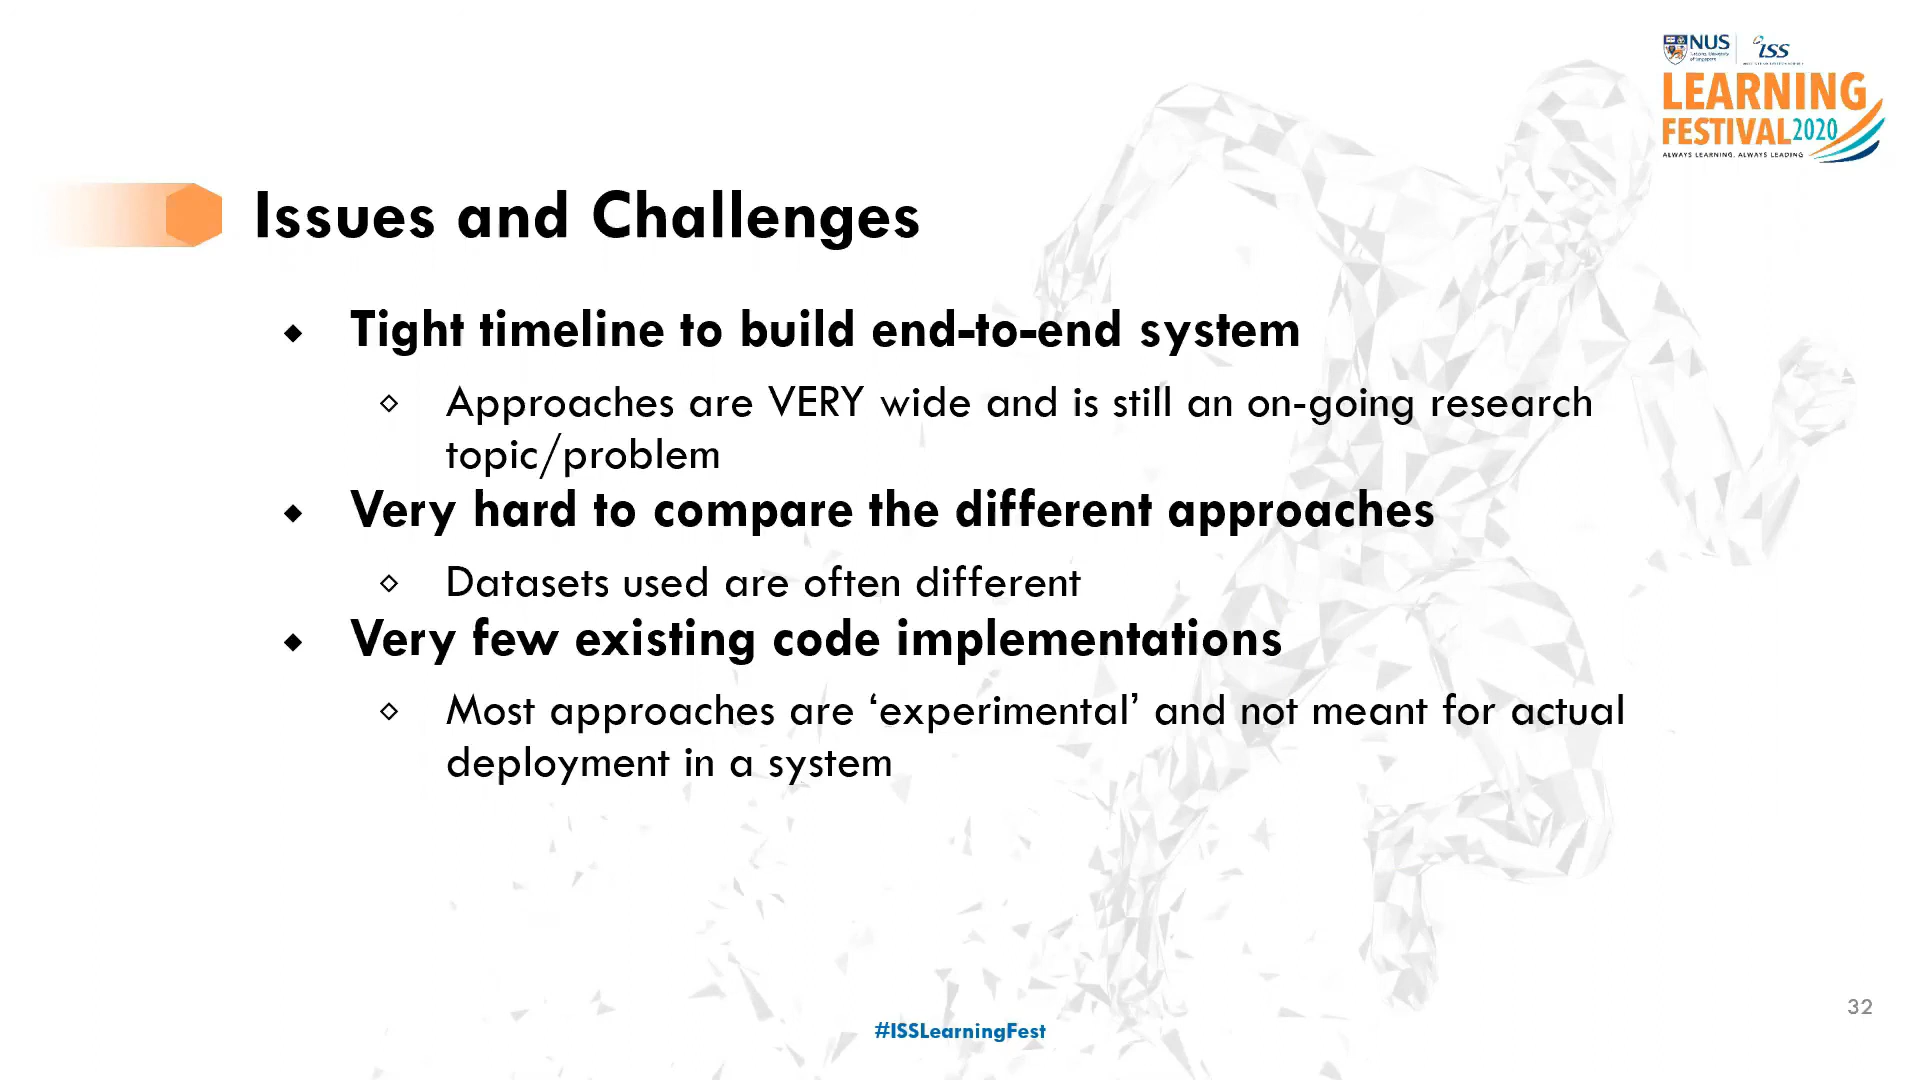 NUS
ISS
LEARNING
FESTIVAL 2020
ALWAYS LEARNING, ALWAYS LEADING
Issues and Challenges
Tight timeline to build end-to-end system
Approaches are VERY wide and is still an on-going research
topic/problem
Very hard to compare the different approaches
Datasets used are often different
Very few existing code implementations
Most approaches are ‘experimental’ and not meant for actual
deployment in a system
#ISSLearningFest
32